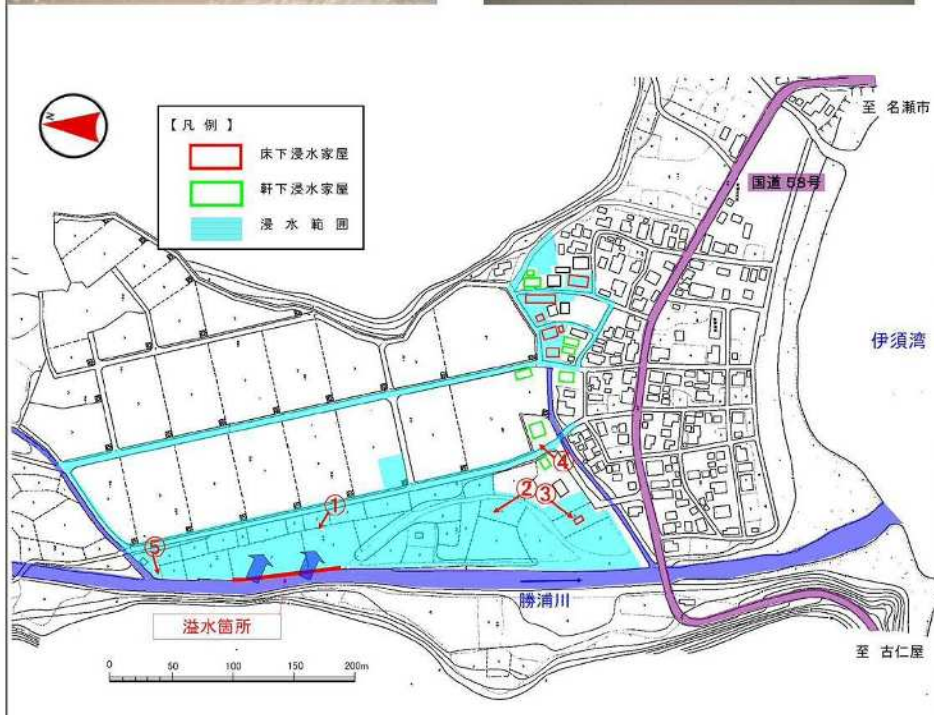 N
【凡 例】
床下浸水家屋
軒下浸水家屋
浸 水 範 囲
至 名瀬市
国道 58号
伊須湾
①
②
③
④
⑤
勝浦川
溢水箇所
0 50 100 150 200m
至 古仁屋